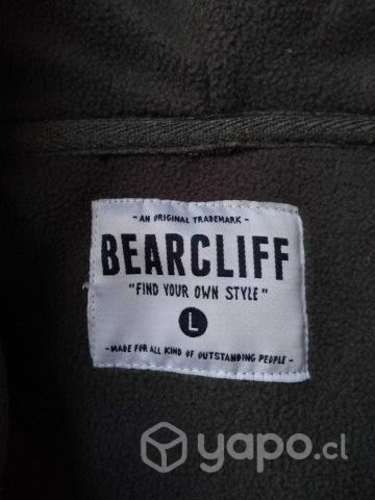 - AN ORIGINAL TRADEMARK -
BEARCLIFF
"FIND YOUR OWN STYLE"
L
- MADE FOR ALL KIND OF OUTSTANDING PEOPLE -
yapo.cl